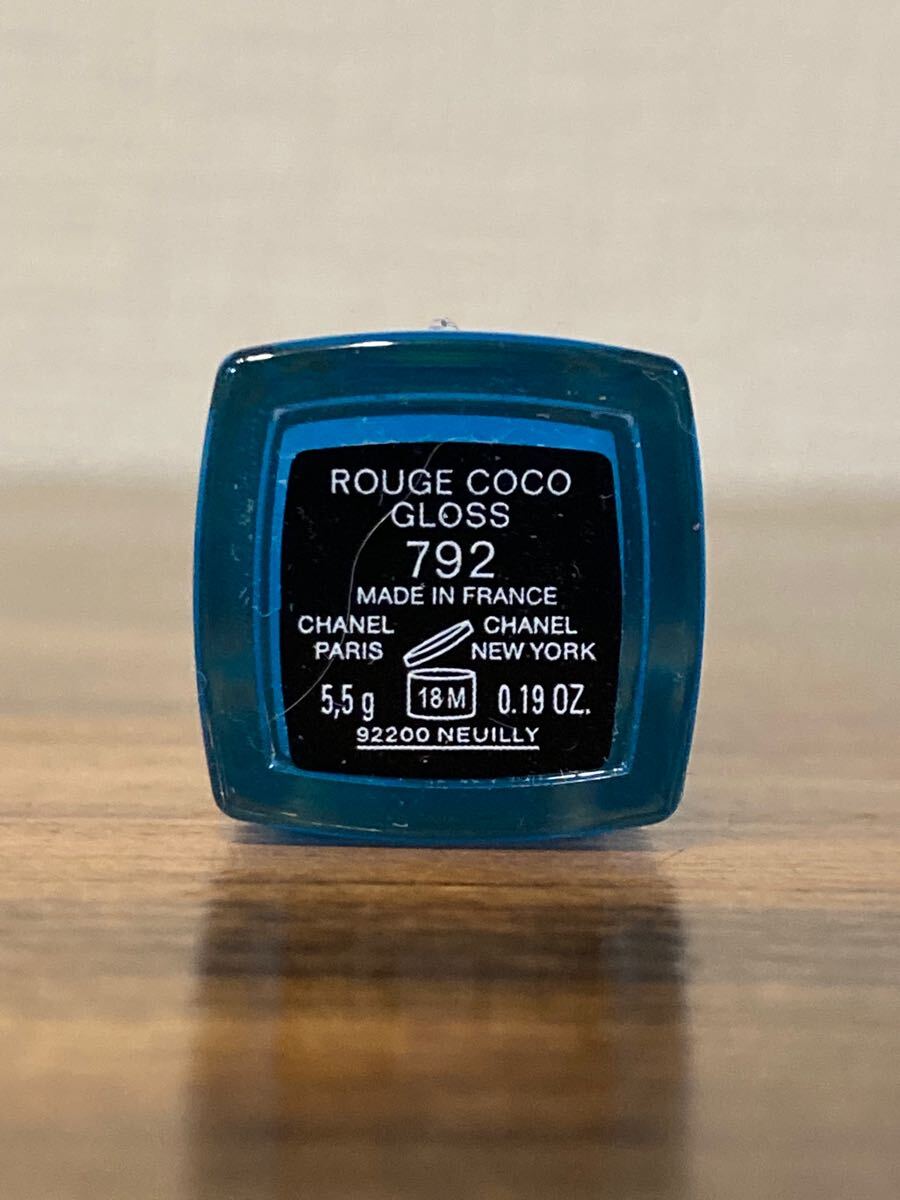 ROUGE COCO
GLOSS
792
MADE IN FRANCE
CHANEL PARIS
CHANEL NEW YORK
5,5 g
18 M
0.19 OZ.
92200 NEUILLY